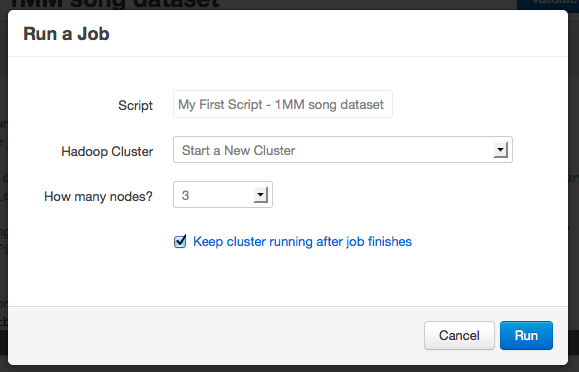 1MM song dataset
Validate
Run a Job
Script
My First Script - 1MM song dataset
Hadoop Cluster
Start a New Cluster
How many nodes?
3
Keep cluster running after job finishes
Cancel
Run